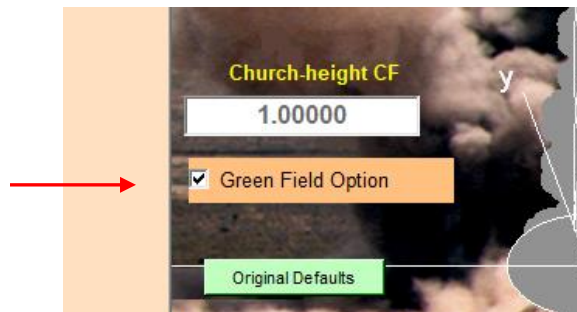 Church-height CF
y
1.00000
Green Field Option
Original Defaults